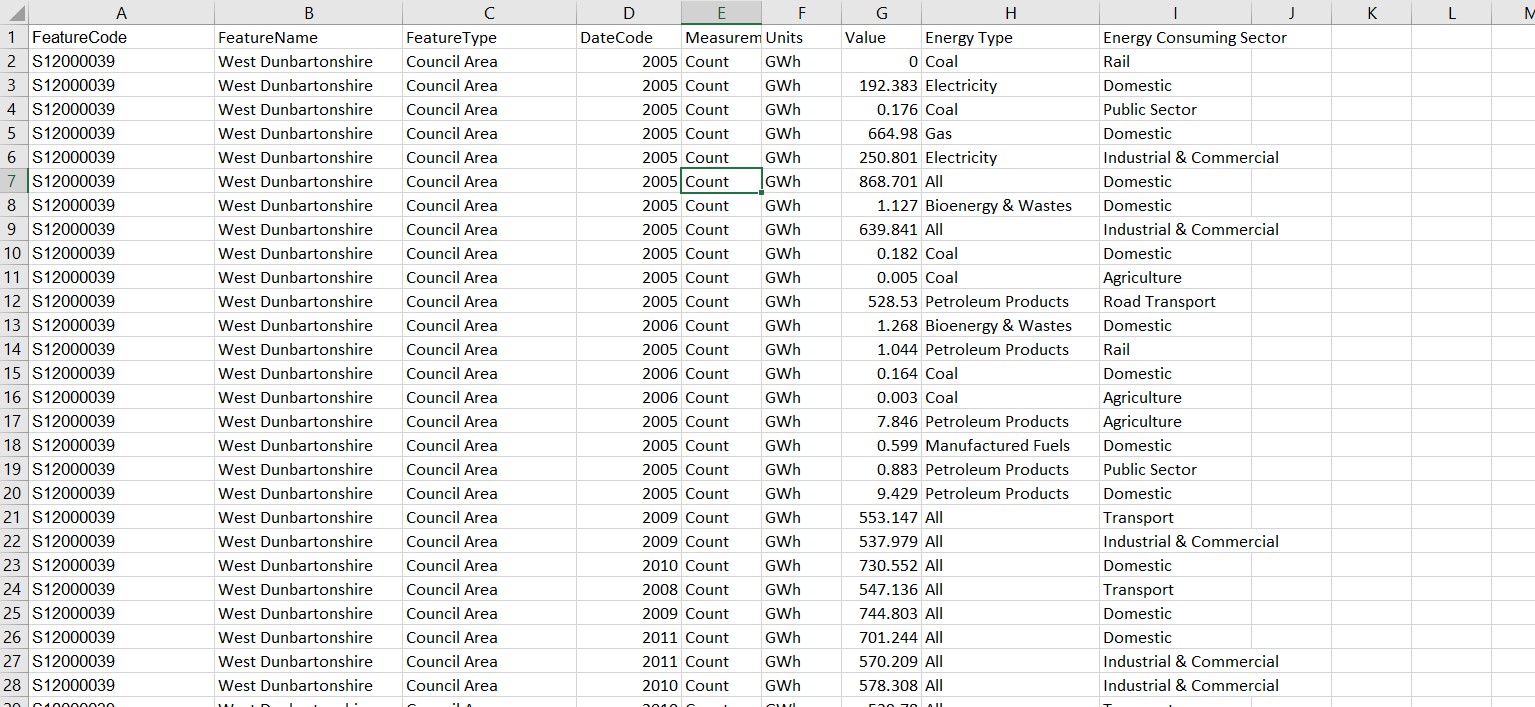 A B C D E F G H I J K L M
1 FeatureCode FeatureName FeatureType DateCode Measurem Units Value Energy Type Energy Consuming Sector
2 S12000039 West Dunbartonshire Council Area 2005 Count GWh 0 Coal Rail
3 S12000039 West Dunbartonshire Council Area 2005 Count GWh 192.383 Electricity Domestic
4 S12000039 West Dunbartonshire Council Area 2005 Count GWh 0.176 Coal Public Sector
5 S12000039 West Dunbartonshire Council Area 2005 Count GWh 664.98 Gas Domestic
6 S12000039 West Dunbartonshire Council Area 2005 Count GWh 250.801 Electricity Industrial & Commercial
7 S12000039 West Dunbartonshire Council Area 2005 Count GWh 868.701 All Domestic
8 S12000039 West Dunbartonshire Council Area 2005 Count GWh 1.127 Bioenergy & Wastes Domestic
9 S12000039 West Dunbartonshire Council Area 2005 Count GWh 639.841 All Industrial & Commercial
10 S12000039 West Dunbartonshire Council Area 2005 Count GWh 0.182 Coal Domestic
11 S12000039 West Dunbartonshire Council Area 2005 Count GWh 0.005 Coal Agriculture
12 S12000039 West Dunbartonshire Council Area 2005 Count GWh 528.53 Petroleum Products Road Transport
13 S12000039 West Dunbartonshire Council Area 2006 Count GWh 1.268 Bioenergy & Wastes Domestic
14 S12000039 West Dunbartonshire Council Area 2005 Count GWh 1.044 Petroleum Products Rail
15 S12000039 West Dunbartonshire Council Area 2006 Count GWh 0.164 Coal Domestic
16 S12000039 West Dunbartonshire Council Area 2006 Count GWh 0.003 Coal Agriculture
17 S12000039 West Dunbartonshire Council Area 2005 Count GWh 7.846 Petroleum Products Agriculture
18 S12000039 West Dunbartonshire Council Area 2005 Count GWh 0.599 Manufactured Fuels Domestic
19 S12000039 West Dunbartonshire Council Area 2005 Count GWh 0.883 Petroleum Products Public Sector
20 S12000039 West Dunbartonshire Council Area 2005 Count GWh 9.429 Petroleum Products Domestic
21 S12000039 West Dunbartonshire Council Area 2009 Count GWh 553.147 All Transport
22 S12000039 West Dunbartonshire Council Area 2009 Count GWh 537.979 All Industrial & Commercial
23 S12000039 West Dunbartonshire Council Area 2010 Count GWh 730.552 All Domestic
24 S12000039 West Dunbartonshire Council Area 2008 Count GWh 547.136 All Transport
25 S12000039 West Dunbartonshire Council Area 2009 Count GWh 744.803 All Domestic
26 S12000039 West Dunbartonshire Council Area 2011 Count GWh 701.244 All Domestic
27 S12000039 West Dunbartonshire Council Area 2011 Count GWh 570.209 All Industrial & Commercial
28 S12000039 West Dunbartonshire Council Area 2010 Count GWh 578.308 All Industrial & Commercial